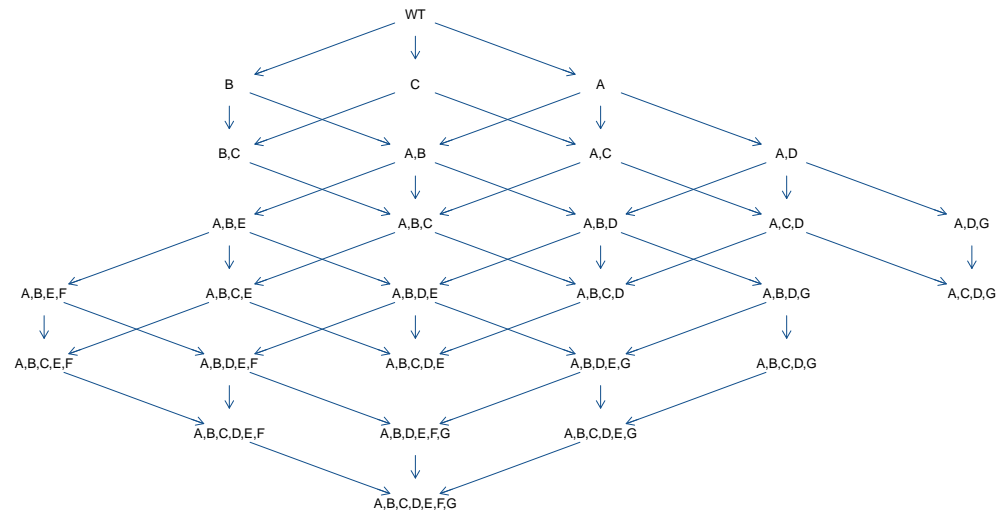 WT
B C A
B,C A,B A,C A,D
A,B,E A,B,C A,B,D A,C,D A,D,G
A,B,E,F A,B,C,E A,B,D,E A,B,C,D A,B,D,G A,C,D,G
A,B,C,E,F A,B,D,E,F A,B,C,D,E A,B,D,E,G A,B,C,D,G
A,B,C,D,E,F A,B,D,E,F,G A,B,C,D,E,G
A,B,C,D,E,F,G